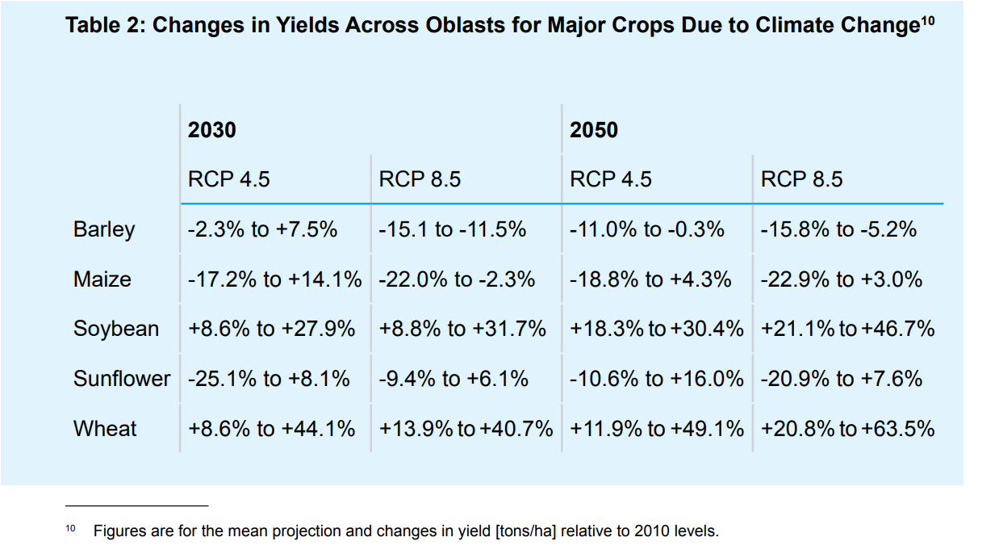 Table 2: Changes in Yields Across Oblasts for Major Crops Due to Climate Change¹⁰
2030 2050
RCP 4.5 RCP 8.5 RCP 4.5 RCP 8.5
Barley -2.3% to +7.5% -15.1 to -11.5% -11.0% to -0.3% -15.8% to -5.2%
Maize -17.2% to +14.1% -22.0% to -2.3% -18.8% to +4.3% -22.9% to +3.0%
Soybean +8.6% to +27.9% +8.8% to +31.7% +18.3% to +30.4% +21.1% to +46.7%
Sunflower -25.1% to +8.1% -9.4% to +6.1% -10.6% to +16.0% -20.9% to +7.6%
Wheat +8.6% to +44.1% +13.9% to +40.7% +11.9% to +49.1% +20.8% to +63.5%
¹⁰ Figures are for the mean projection and changes in yield [tons/ha] relative to 2010 levels.